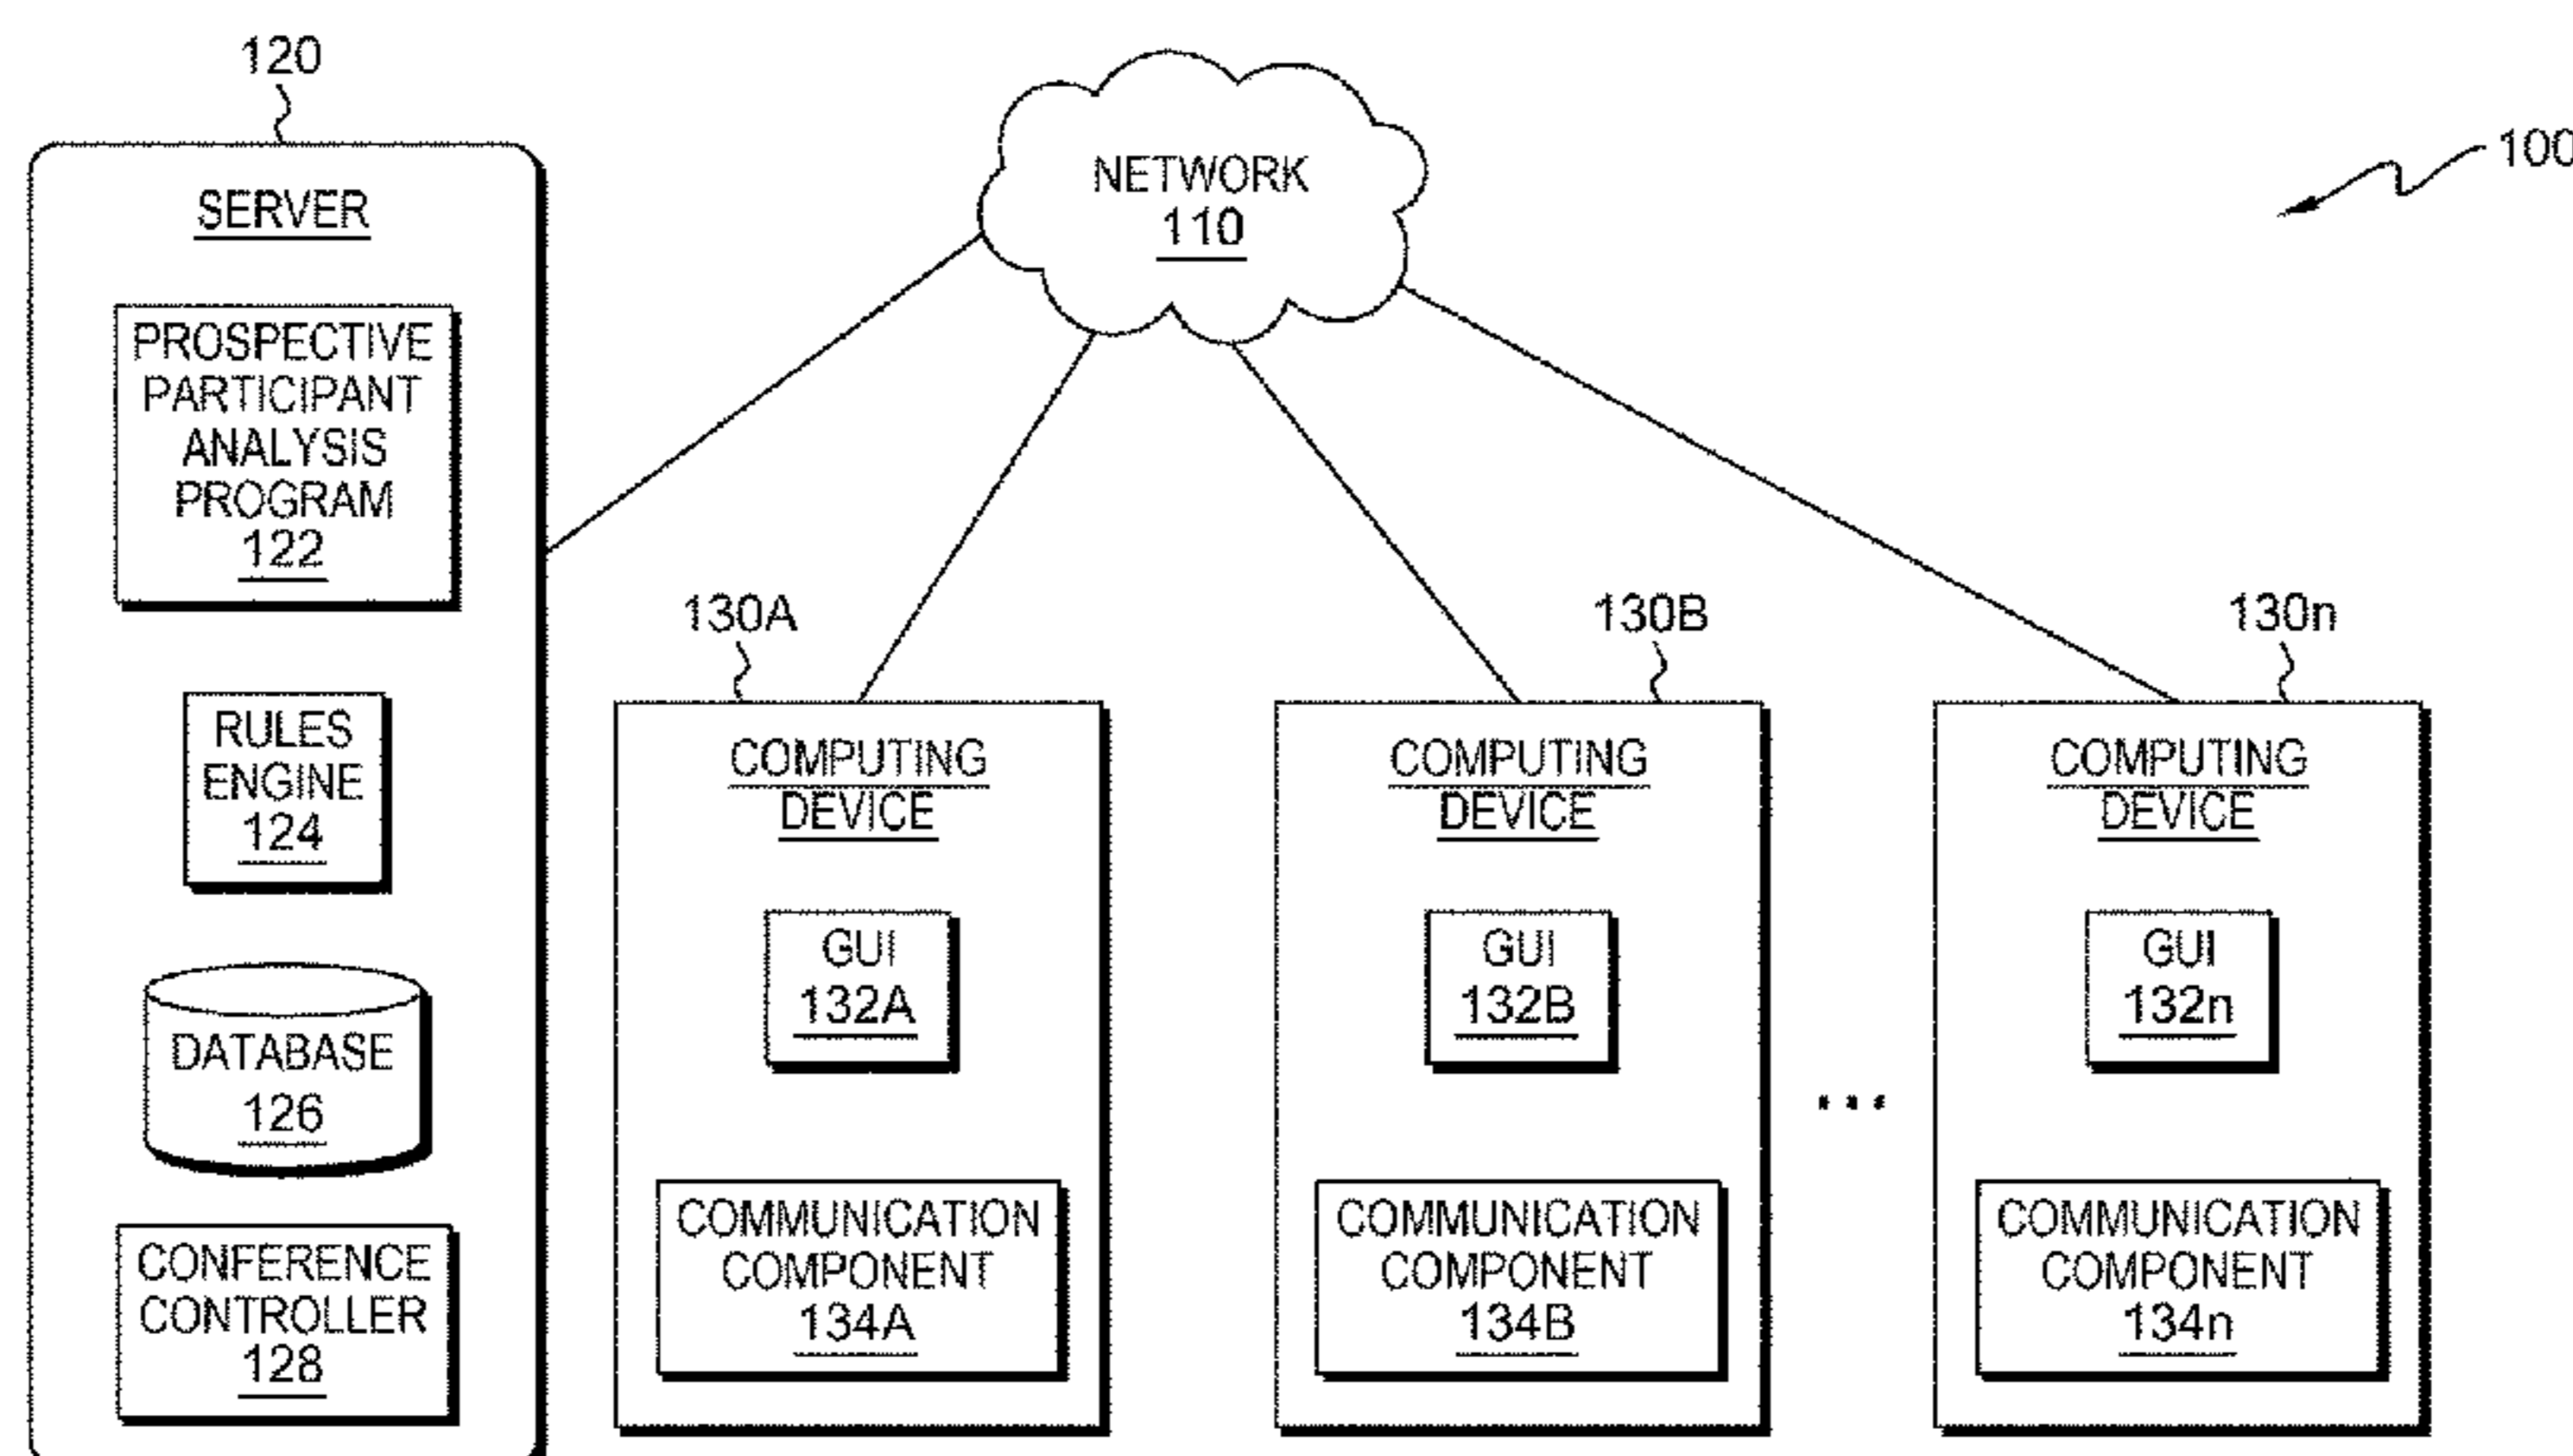 120
SERVER
PROSPECTIVE
PARTICIPANT
ANALYSIS
PROGRAM
122
RULES
ENGINE
124
DATABASE
126
CONFERENCE
CONTROLLER
128
NETWORK
110
100
130A
COMPUTING
DEVICE
GUI
132A
COMMUNICATION
COMPONENT
134A
130B
COMPUTING
DEVICE
GUI
132B
COMMUNICATION
COMPONENT
134B
...
130n
COMPUTING
DEVICE
GUI
132n
COMMUNICATION
COMPONENT
134n